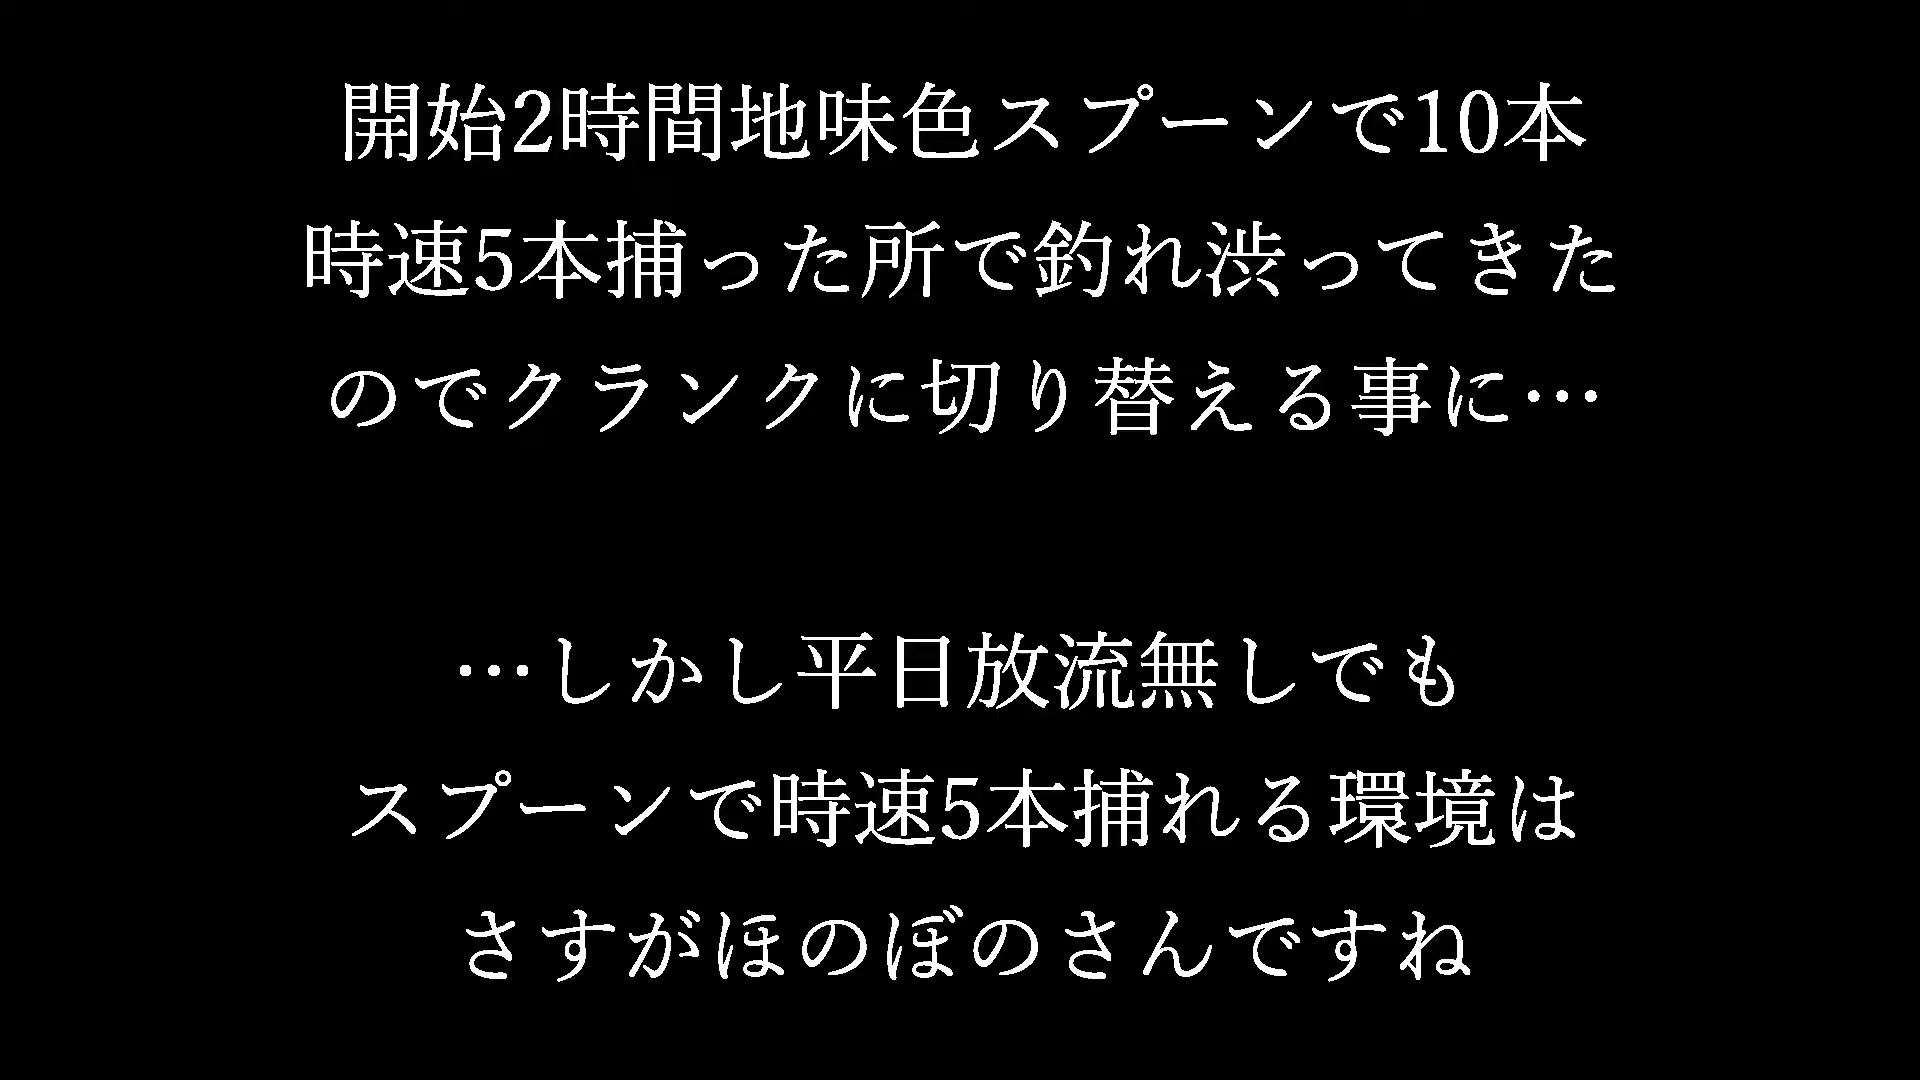 開始2時間地味色スプーンで10本
時速5本捕った所で釣れ渋ってきた
のでクランクに切り替える事に…
…しかし平日放流無しでも
スプーンで時速5本捕れる環境は
さすがほのぼのさんですね